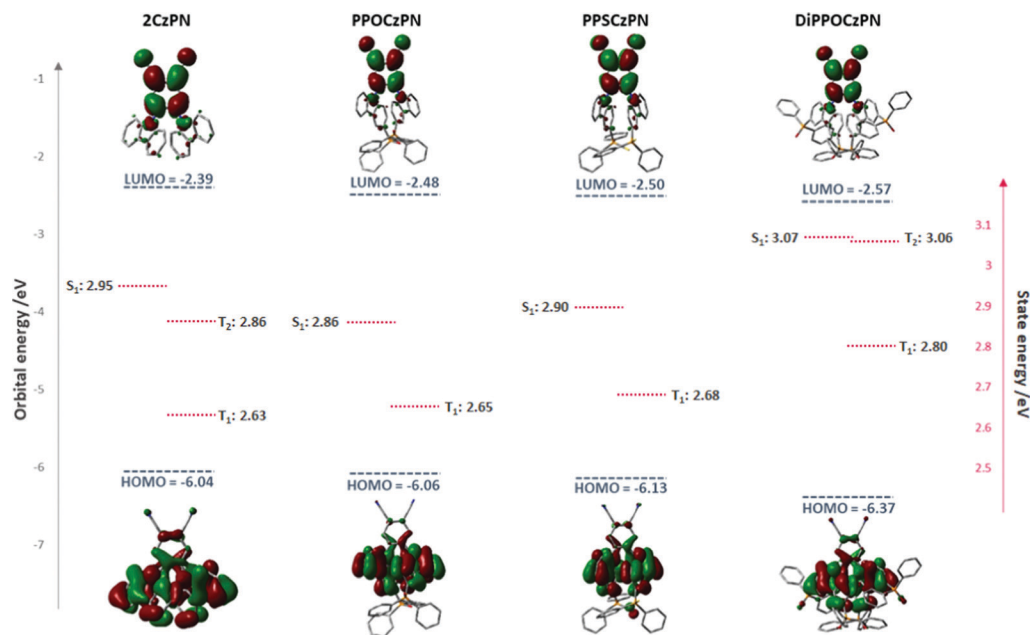 2CzPN PPOCzPN PPSCzPN DiPPOCzPN
-1
-2
-3
-4
-5
-6
-7
Orbital energy /eV
LUMO = -2.39
LUMO = -2.48
LUMO = -2.50
LUMO = -2.57
S1: 2.95
T2: 2.86
T1: 2.63
S1: 2.86
T1: 2.65
S1: 2.90
T1: 2.68
S1: 3.07
T2: 3.06
T1: 2.80
HOMO = -6.04
HOMO = -6.06
HOMO = -6.13
HOMO = -6.37
3.1
3
2.9
2.8
2.7
2.6
2.5
State energy /eV